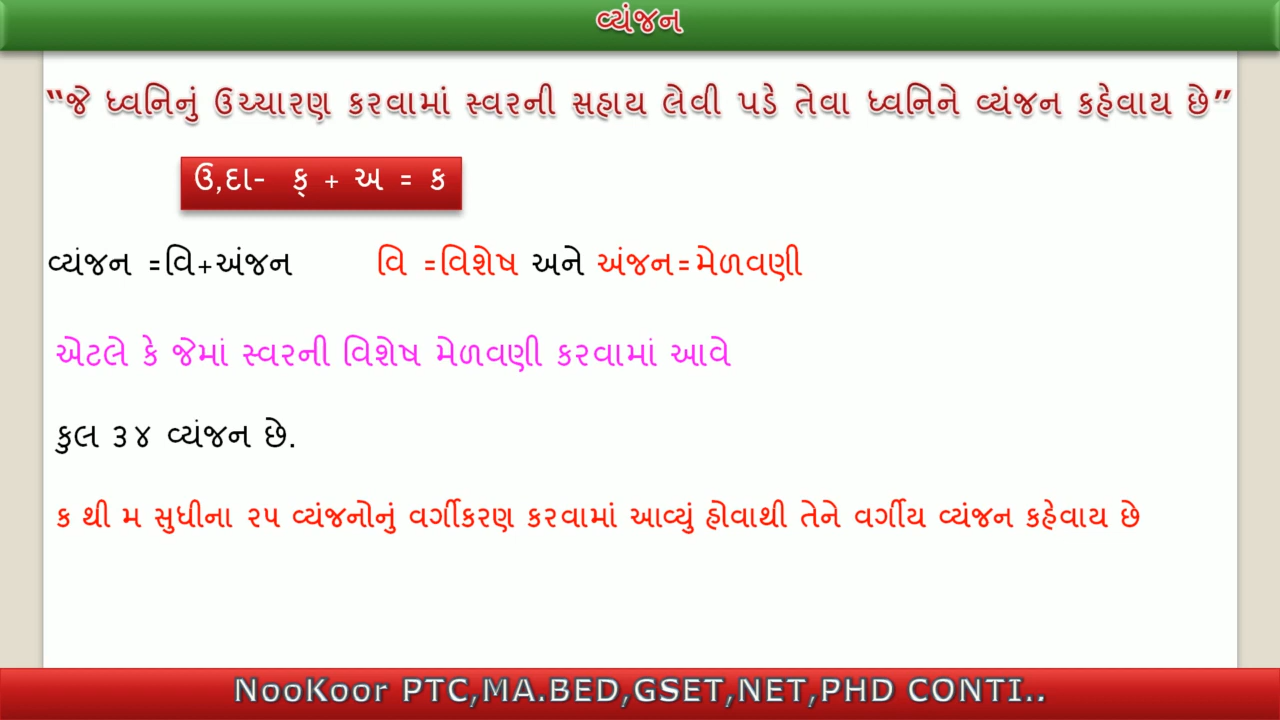 વ્યંજન
“જે ધ્વનિનું ઉચ્ચારણ કરવામાં સ્વરની સહાય લેવી પડે તેવા ધ્વનિને વ્યંજન કહેવાય છે”
ઉ,દા- ક્ + અ = ક
વ્યંજન =વિ+અંજન વિ =વિશેષ અને અંજન=મેળવણી
એટલે કે જેમાં સ્વરની વિશેષ મેળવણી કરવામાં આવે
કુલ ૩૪ વ્યંજન છે.
ક થી મ સુધીના ૨૫ વ્યંજનોનું વર્ગીકરણ કરવામાં આવ્યું હોવાથી તેને વર્ગીય વ્યંજન કહેવાય છે
NooKoor PTC,MA.BED,GSET,NET,PHD CONTI..